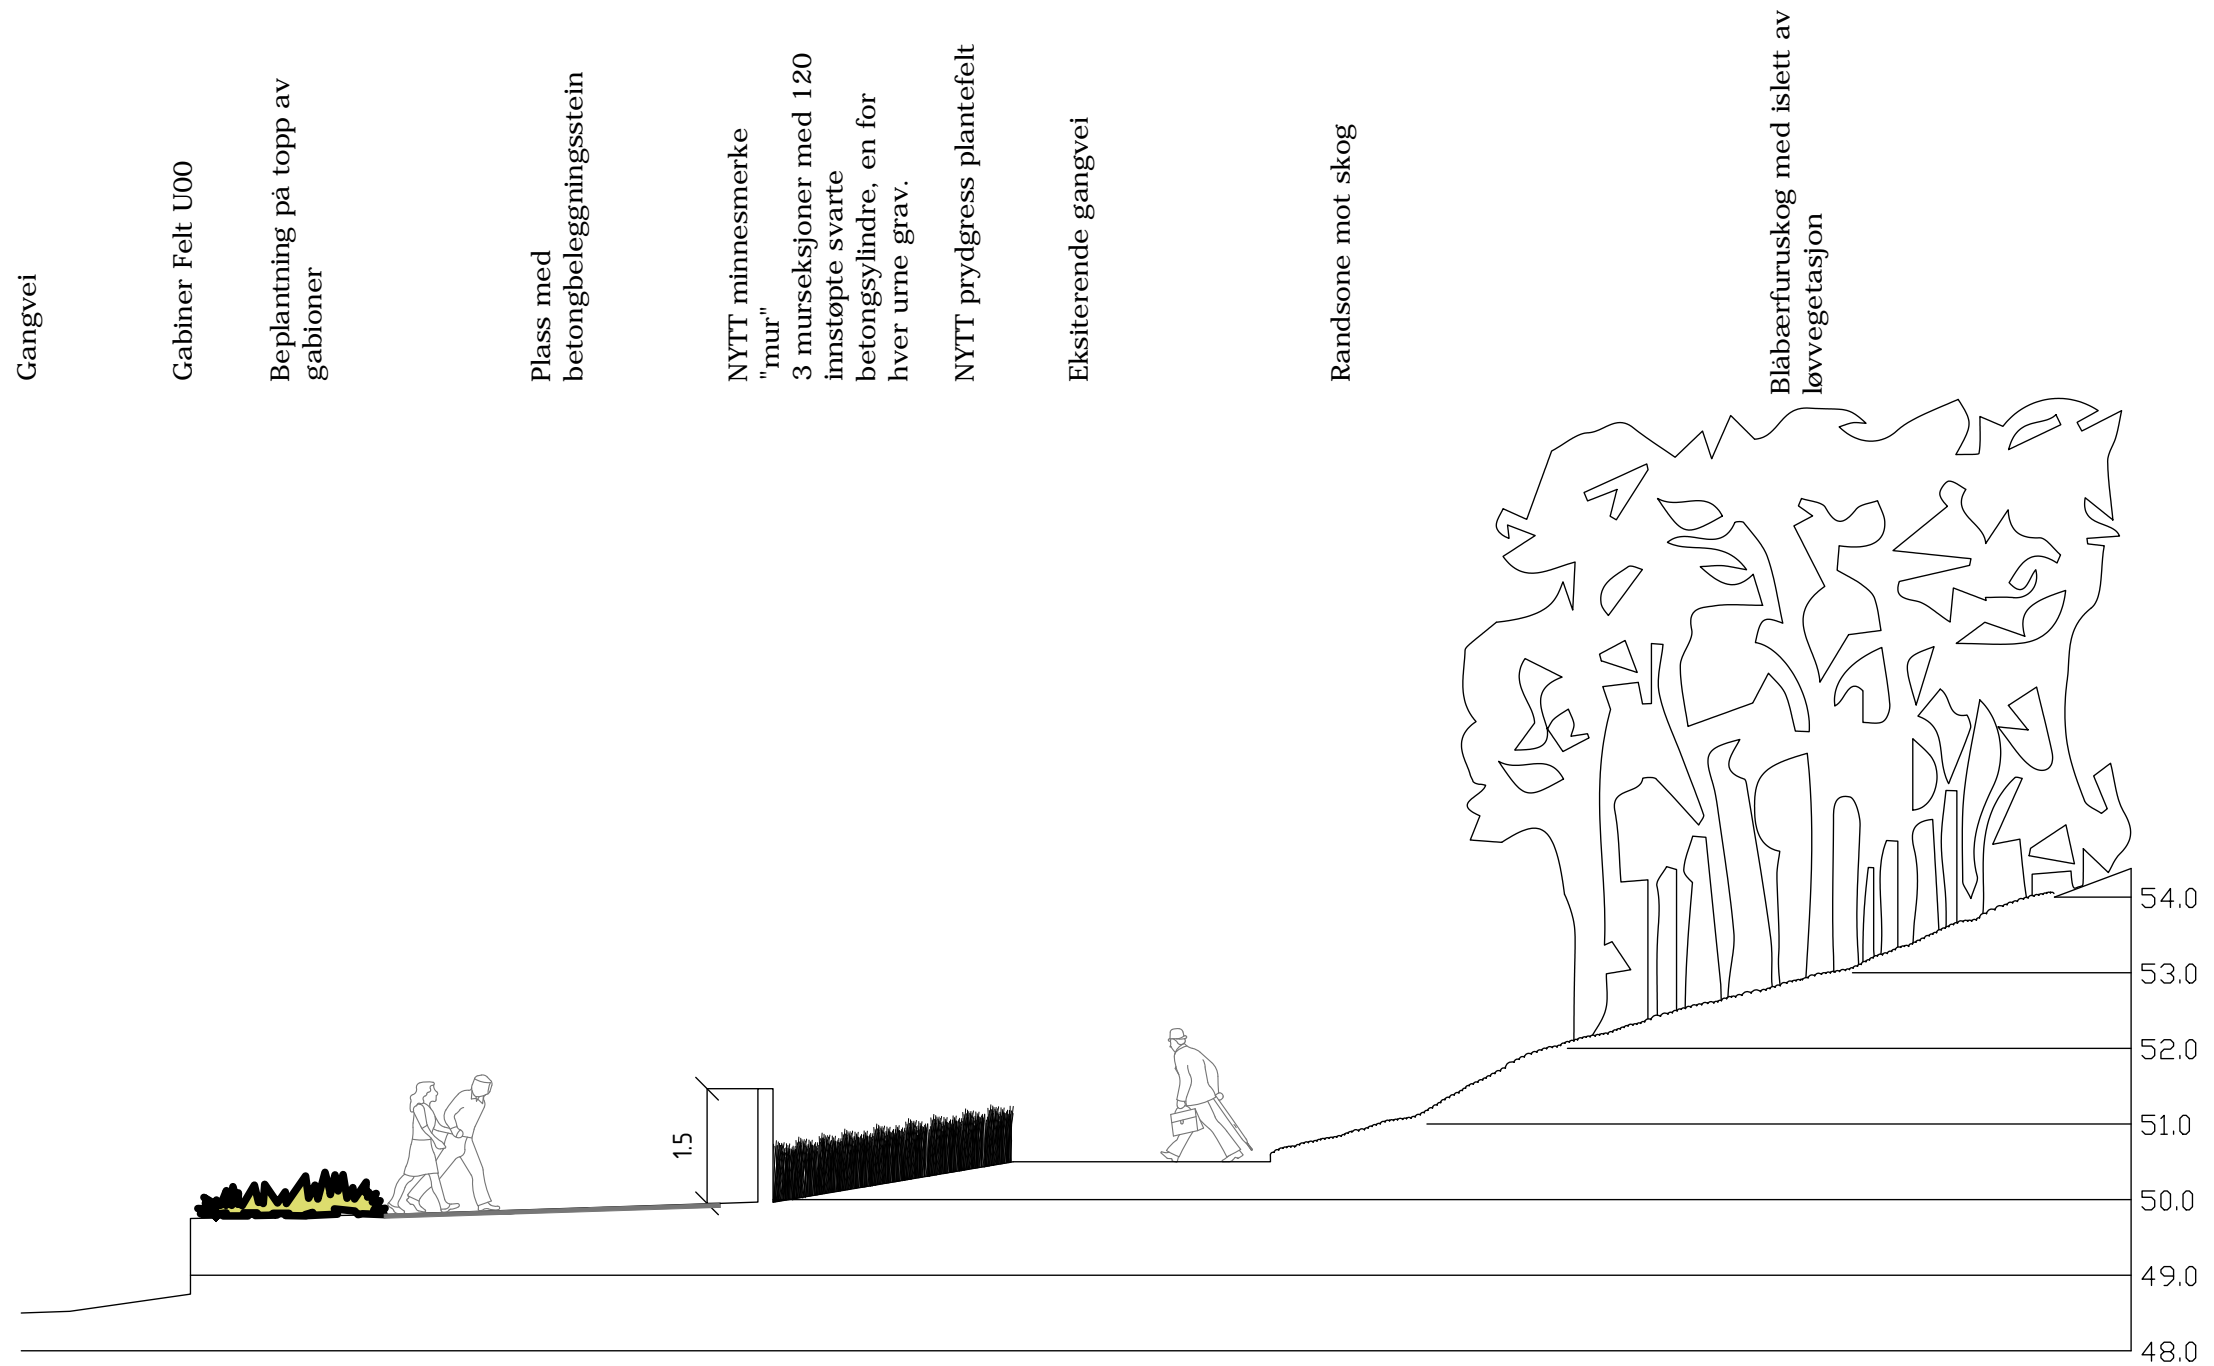 Gangvei
Gabiner Felt U00
Beplantning på topp av
gabioner
Plass med
betongbeleggningsstein
NYTT minnesmerke
"mur"
3 murseksjoner med 120
innstøpte svarte
betongsylindre, en for
hver urne grav.
NYTT prydgress plantefelt
Eksiterende gangvei
Randsone mot skog
Blåbærfuruskog med islett av
løvvegetasjon
1.5
54.0
53.0
52.0
51.0
50.0
49.0
48.0